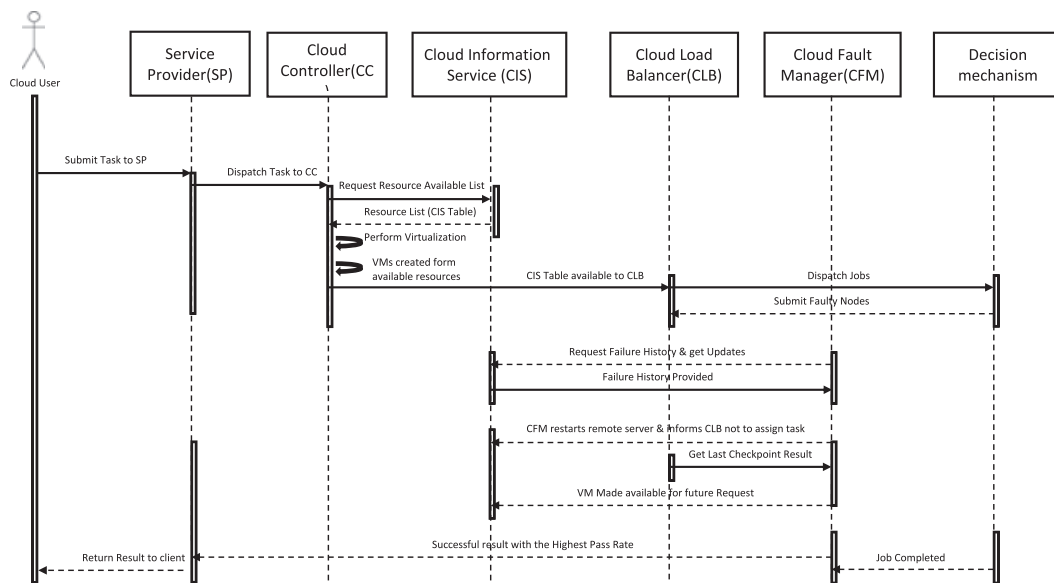 Cloud User
Service
Provider(SP)
Cloud
Controller(CC
\
Cloud Information
Service (CIS)
Cloud Load
Balancer(CLB)
Cloud Fault
Manager(CFM)
Decision
mechanism
Submit Task to SP
Dispatch Task to CC
Request Resource Available List
Resource List (CIS Table)
Perform Virtualization
VMs created form
available resources
CIS Table available to CLB
Dispatch Jobs
Submit Faulty Nodes
Request Failure History & get Updates
Failure History Provided
CFM restarts remote server & informs CLB not to assign task
Get Last Checkpoint Result
VM Made available for future Request
Successful result with the Highest Pass Rate
Return Result to client
Job Completed